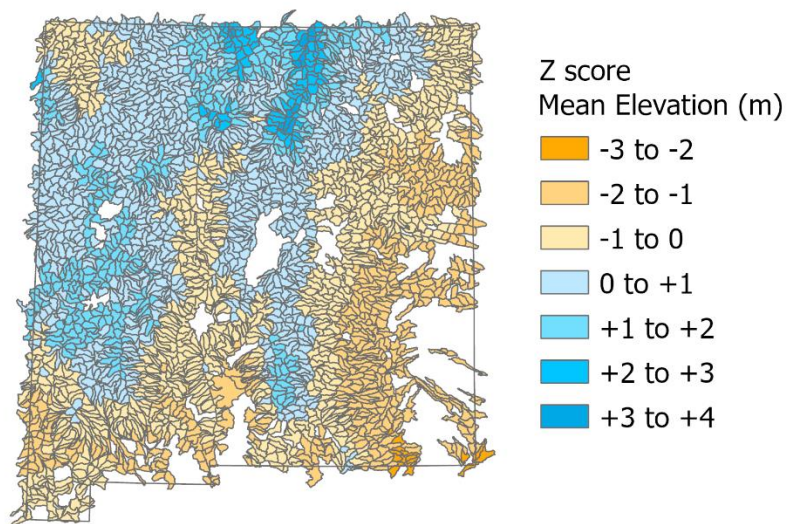 Z score
Mean Elevation (m)
-3 to -2
-2 to -1
-1 to 0
0 to +1
+1 to +2
+2 to +3
+3 to +4